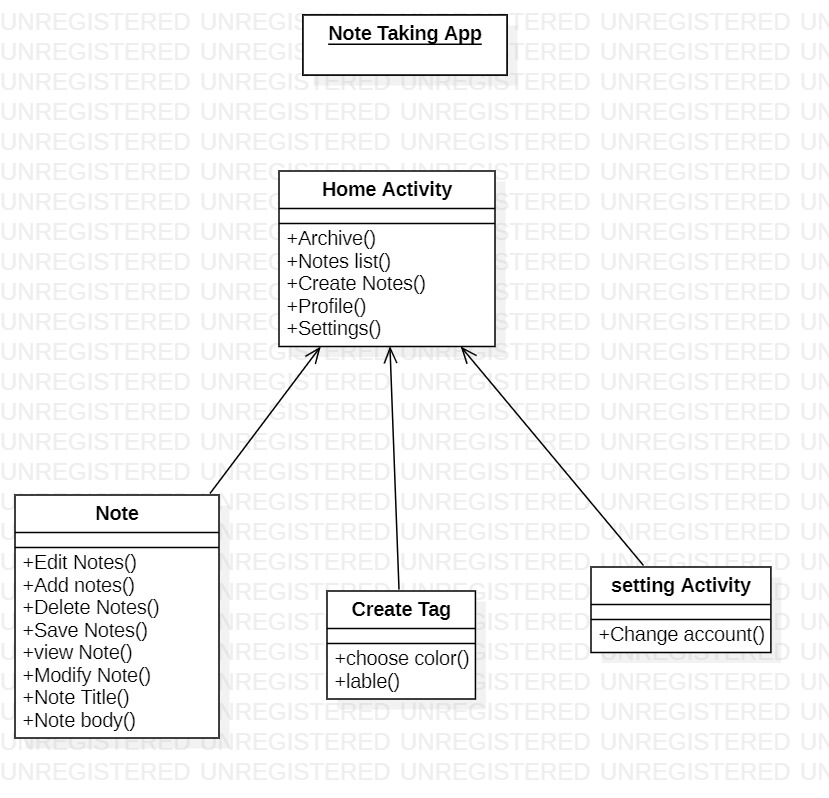 Note Taking App
Home Activity
+Archive()
+Notes list()
+Create Notes()
+Profile()
+Settings()
Note
+Edit Notes()
+Add notes()
+Delete Notes()
+Save Notes()
+view Note()
+Modify Note()
+Note Title()
+Note body()
Create Tag
+choose color()
+lable()
setting Activity
+Change account()
UNREGISTERED